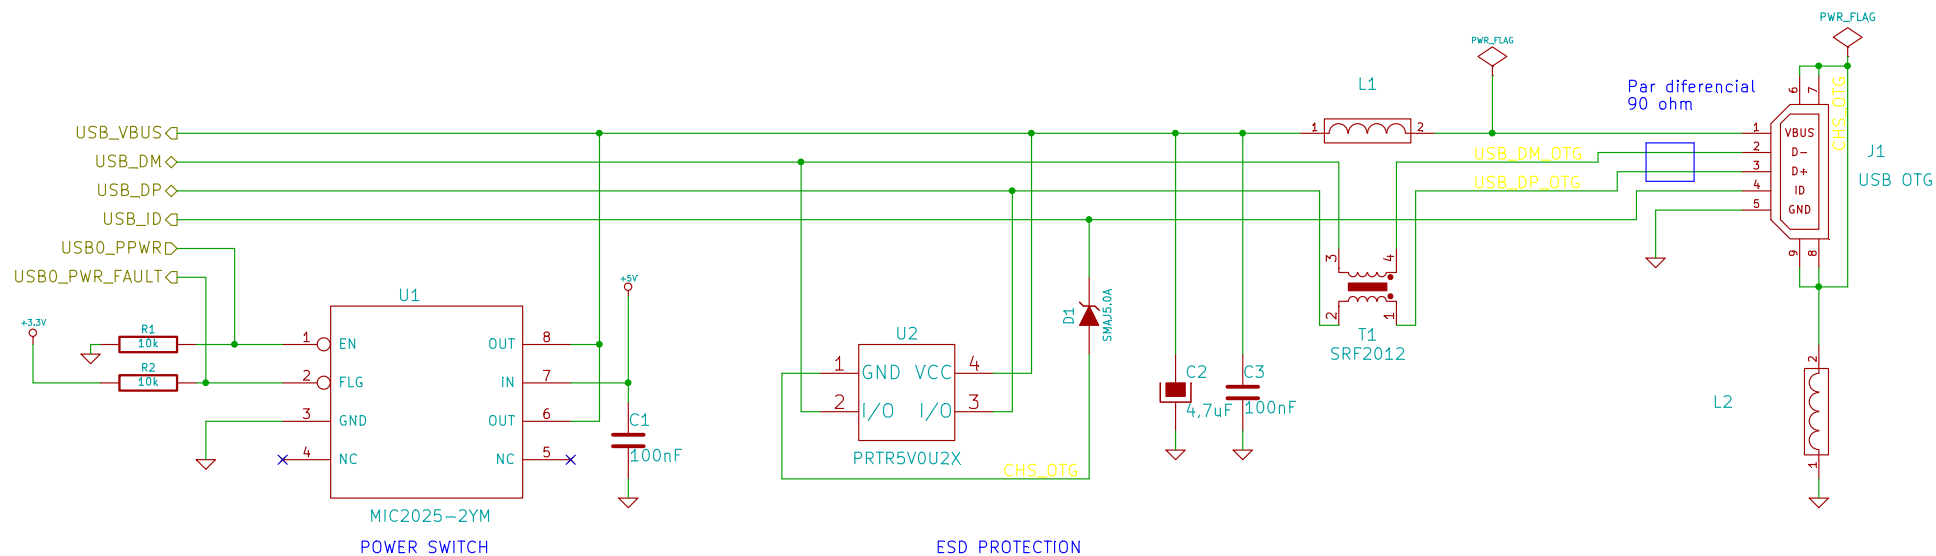 PWR_FLAG
PWR_FLAG
L1
Par diferencial
90 ohm
6
7
CHS_OTG
USB_VBUS
USB_DM
USB_DP
USB_ID
USB0_PPWR
USB0_PWR_FAULT
1
2
USB_DM_OTG
USB_DP_OTG
1
2
3
4
5
VBUS
D-
D+
ID
GND
9
8
J1
USB OTG
+3.3V
R1
10k
R2
10k
U1
1
EN
2
FLG
3
GND
4
NC
OUT
8
IN
7
OUT
6
NC
5
MIC2025-2YM
POWER SWITCH
+5V
C1
100nF
U2
1
GND
VCC
4
2
I/O
I/O
3
PRTR5V0U2X
CHS_OTG
ESD PROTECTION
D1
SMAJ5.0A
C2
4,7uF
C3
100nF
3
4
2
1
T1
SRF2012
2
L2
1